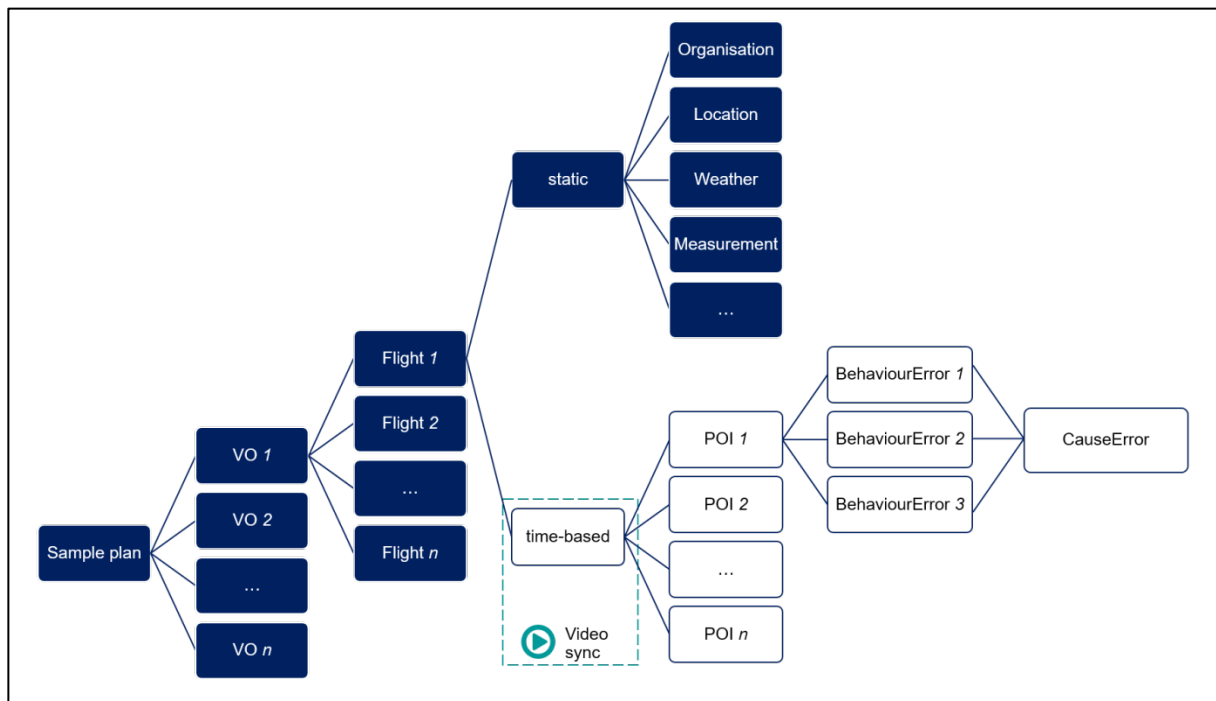 Organisation
Location
Weather
Measurement
…
static
Flight 1
Flight 2
…
Flight n
VO 1
VO 2
…
VO n
Sample plan
time-based
Video
sync
POI 1
POI 2
…
POI n
BehaviourError 1
BehaviourError 2
BehaviourError 3
CauseError